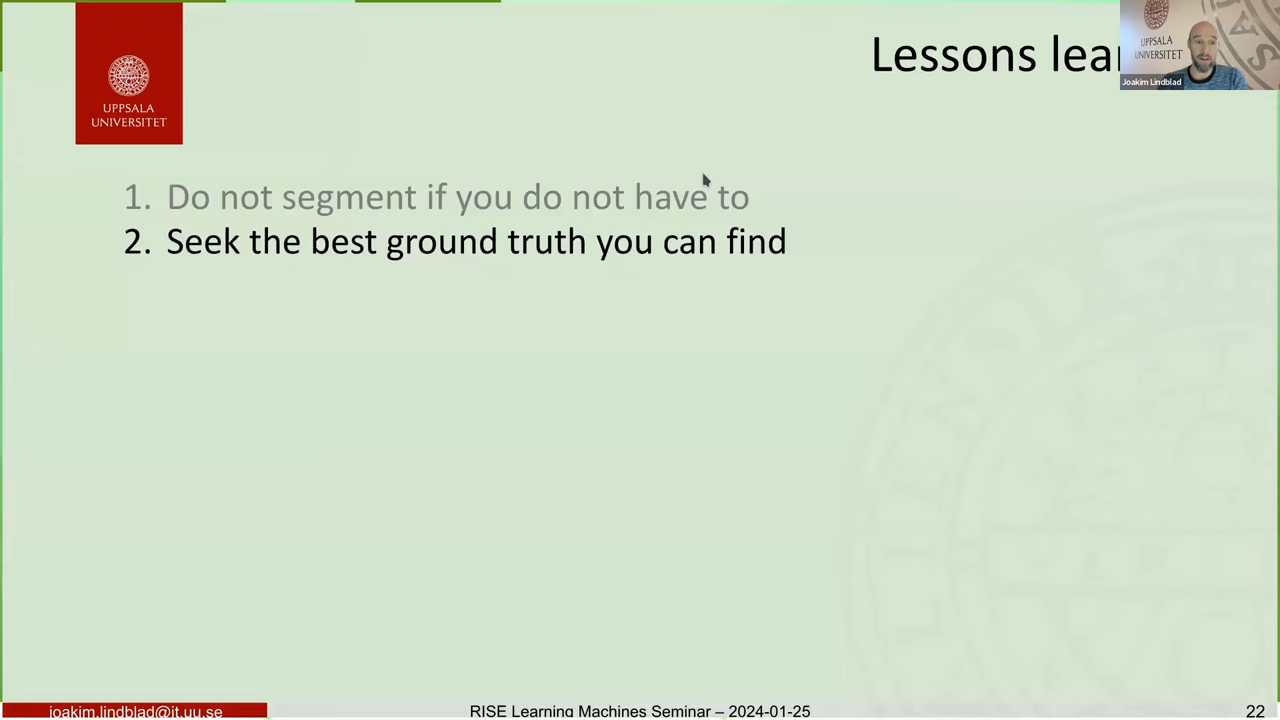 Lessons lear
UPPSALA
UNIVERSITET
UPPSALA
UNIVERSITET
Joakim Lindblad
1. Do not segment if you do not have to
2. Seek the best ground truth you can find
joakim.lindblad@it.uu.se
RISE Learning Machines Seminar – 2024-01-25
22